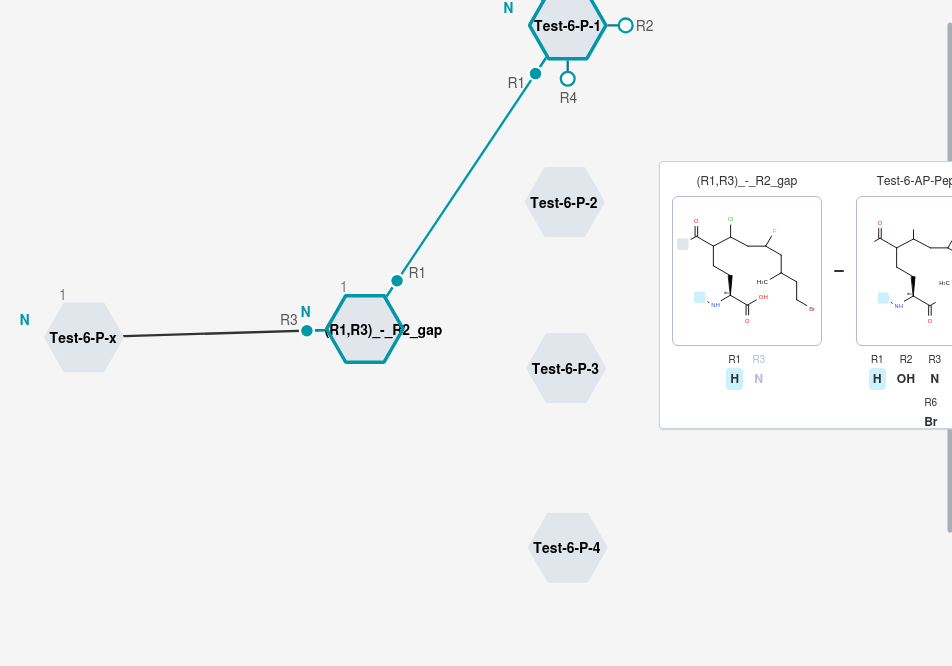 N
Test-6-P-1
R2
R1
R4
Test-6-P-2
(R1,R3)_-_R2_gap
Test-6-AP-Pep
O
Cl
F
H₃C
NH
OH
O
Br
O
H₃C
NH
O
–
R1 R3
H N
R1 R2 R3
H OH N
R6
Br
R1
1
N
R3
(R1,R3)_-_R2_gap
1
N
Test-6-P-x
Test-6-P-3
Test-6-P-4